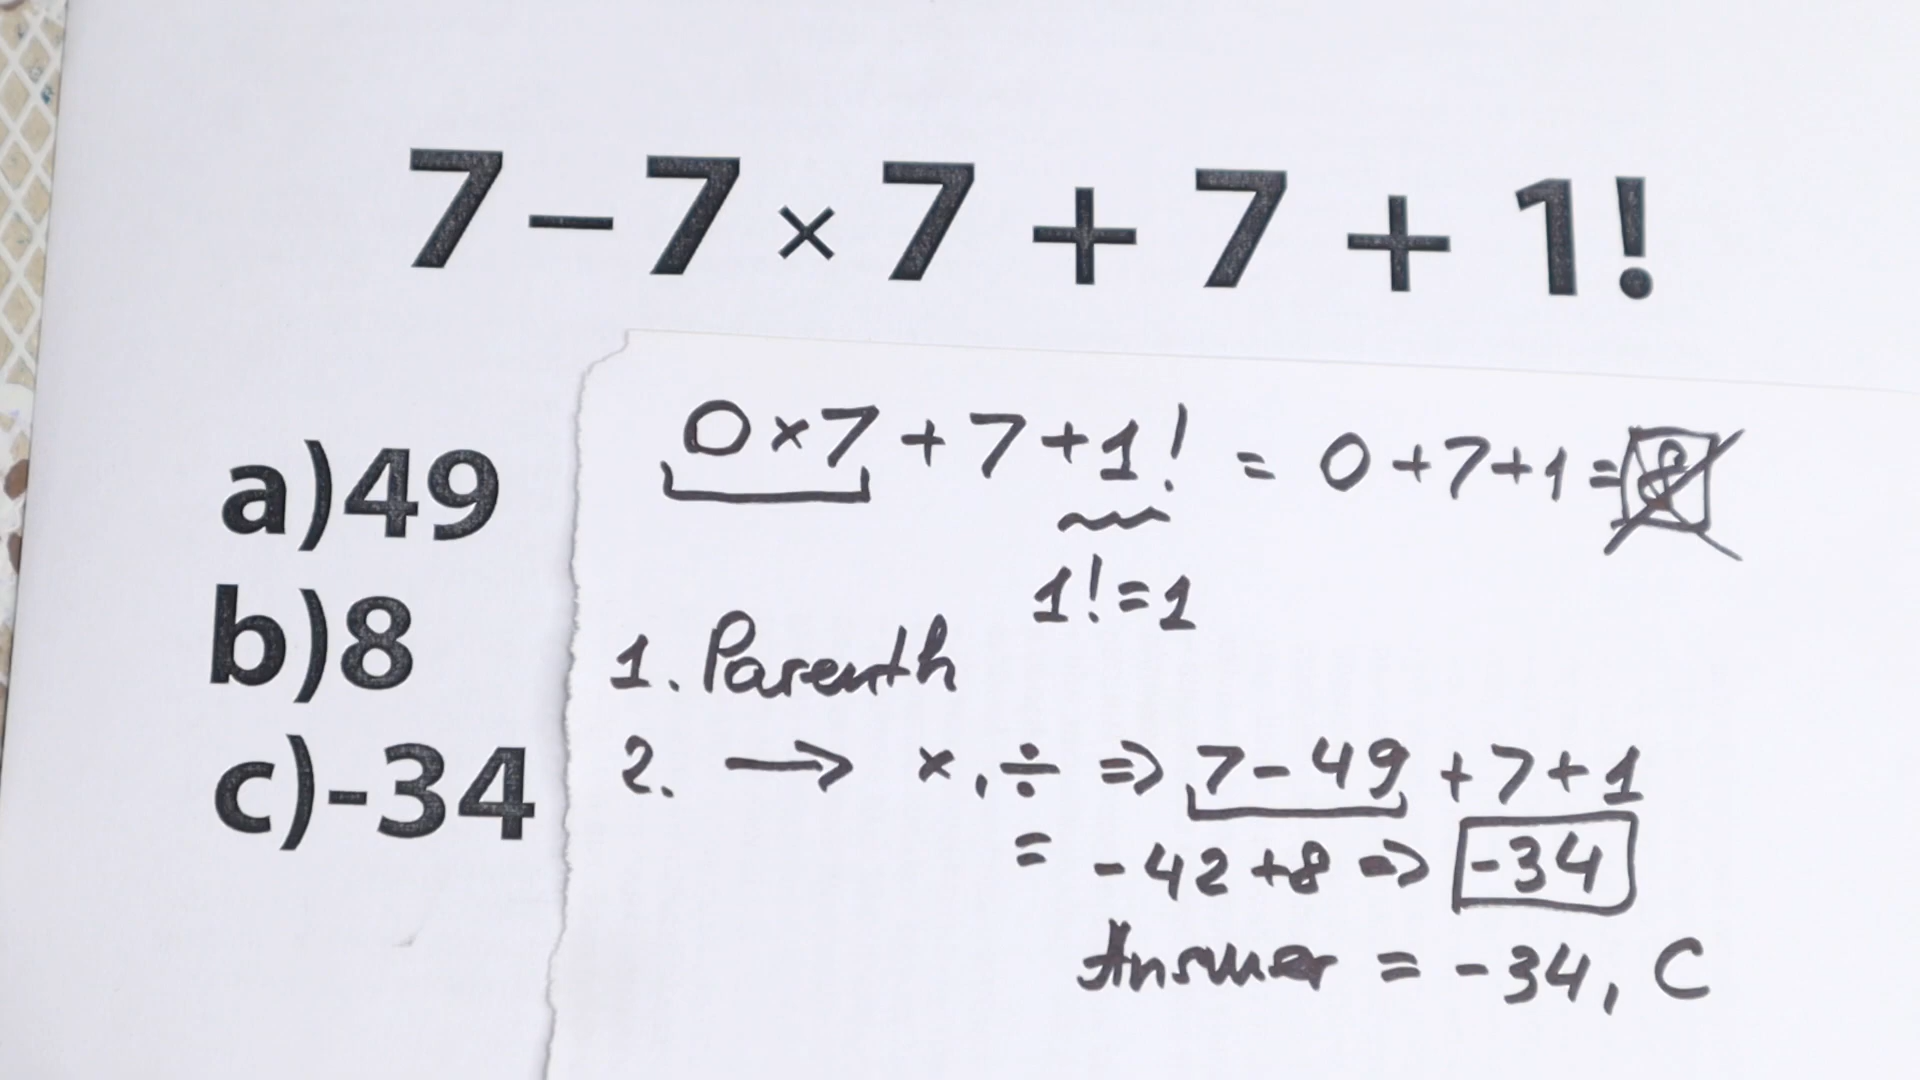 7-7×7+7+1!
a)49
b)8
c)-34
0×7+7+1! = 0+7+1=8
1!=1
1. Parenth
2. → ×, ÷ ⇒ 7-49+7+1
= -42+8 ⇒ -34
Answer = -34, C